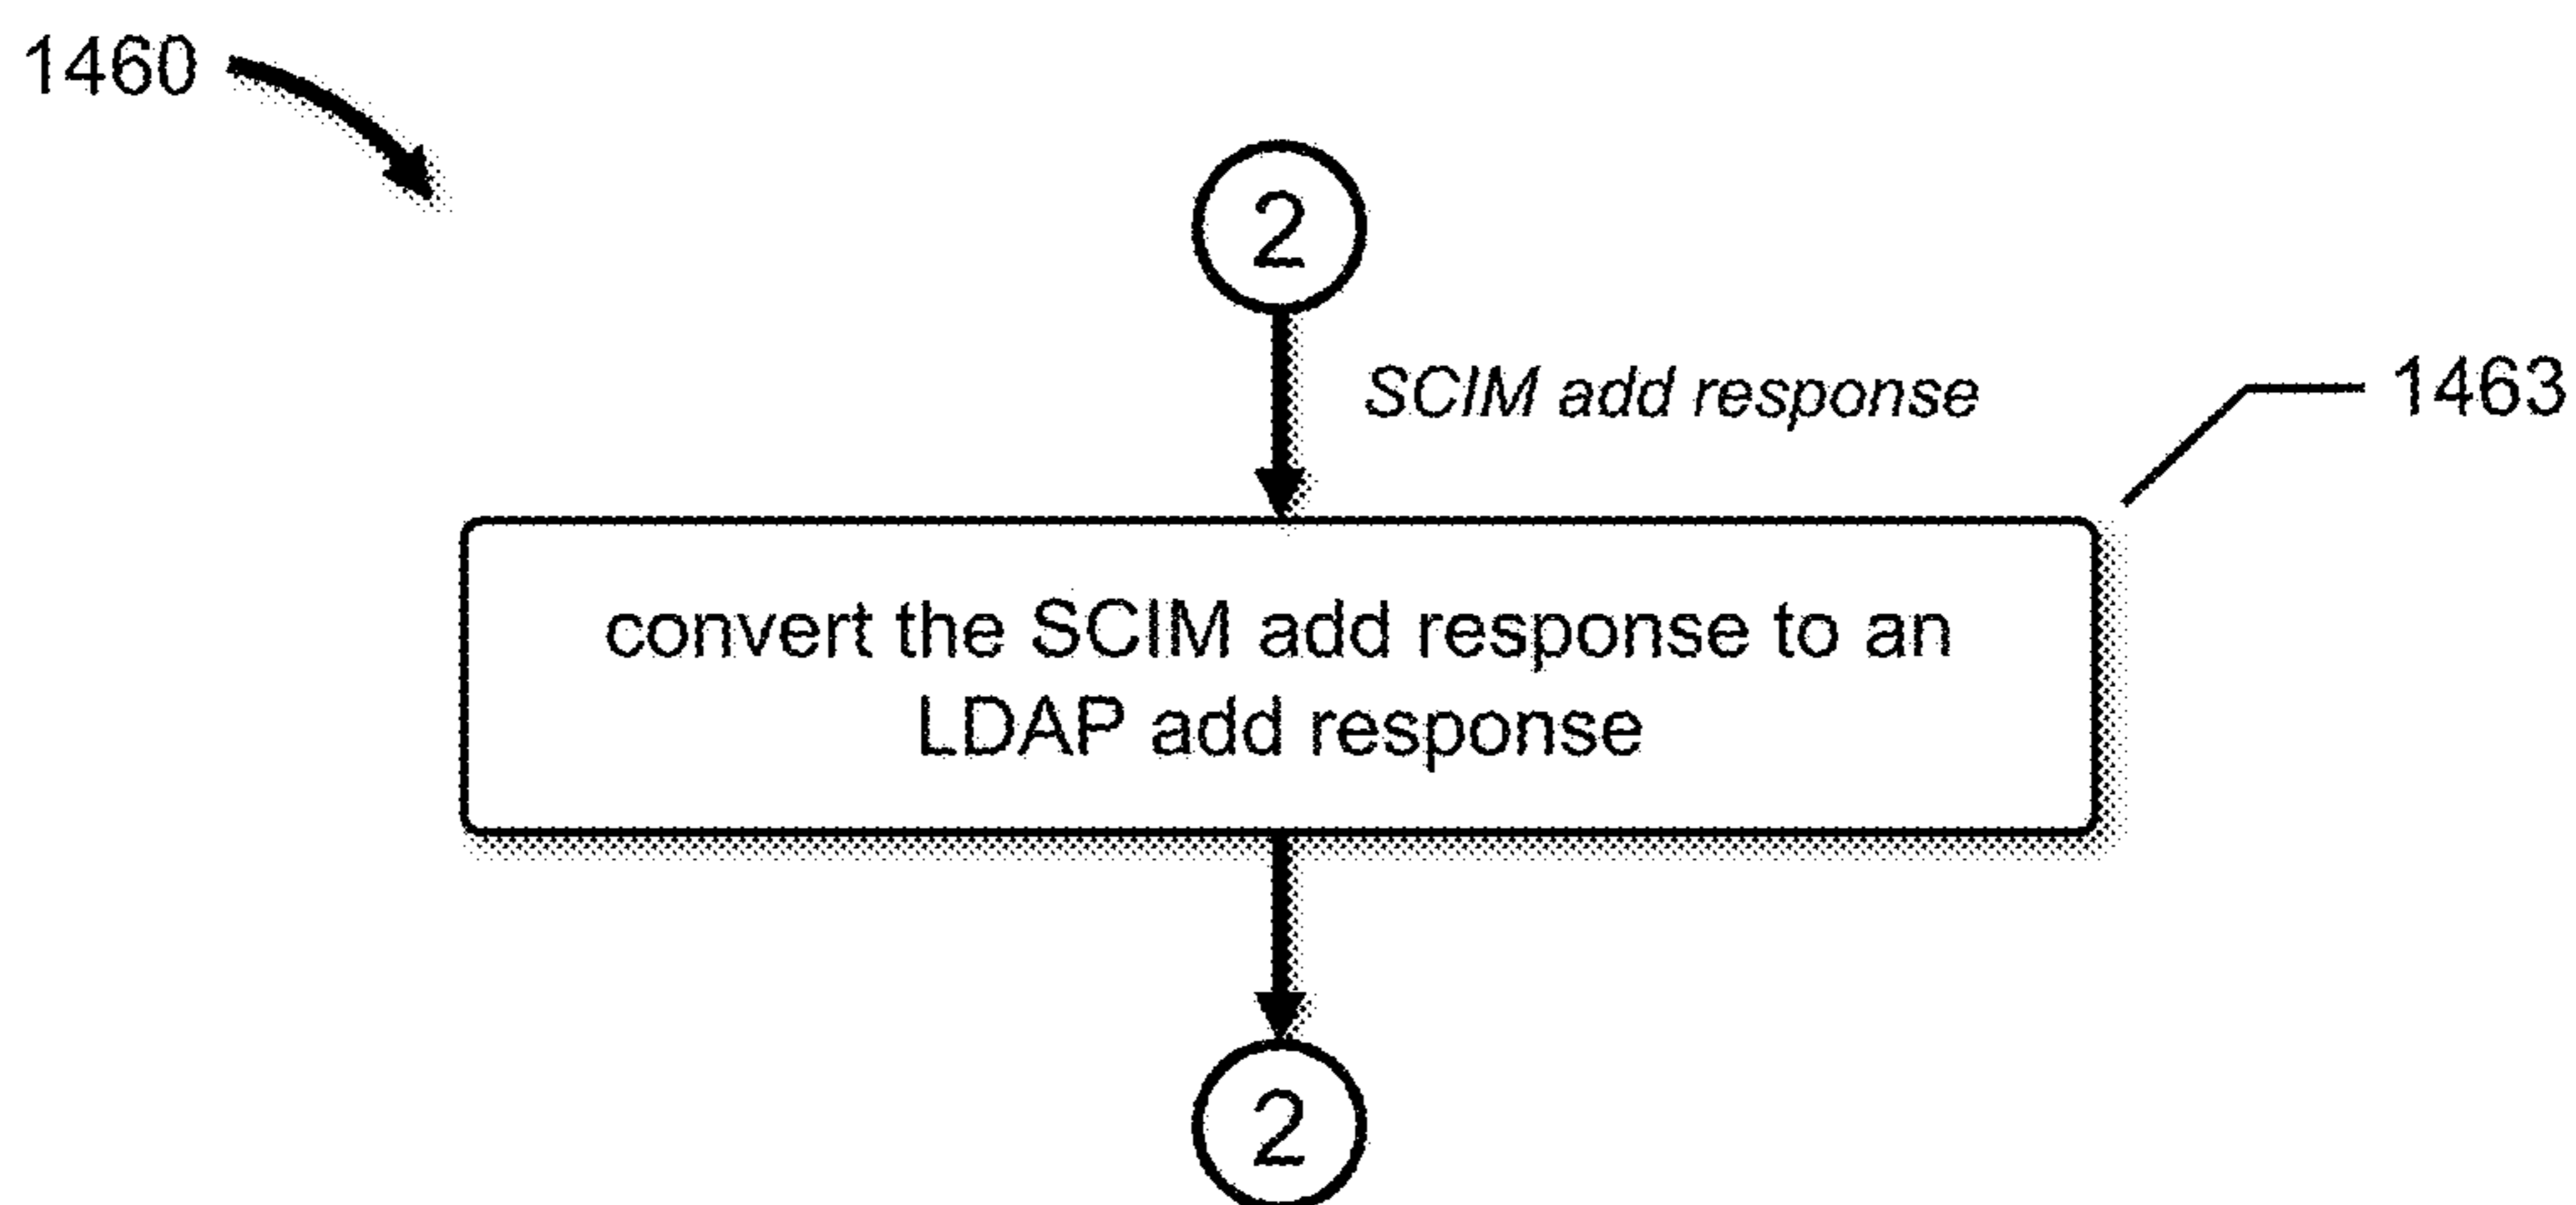 1460
2
SCIM add response
1463
convert the SCIM add response to an
LDAP add response
2